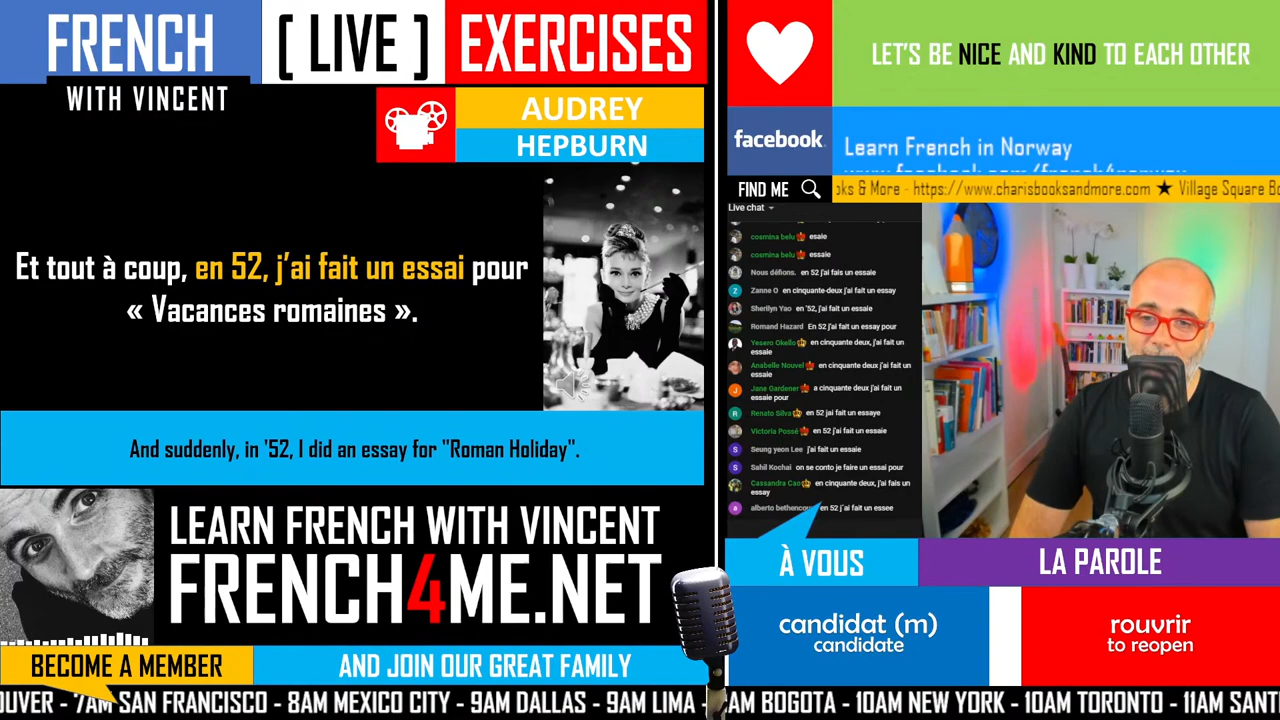 FRENCH
WITH VINCENT
[ LIVE ]
EXERCISES
AUDREY
HEPBURN
Et tout à coup, en 52, j’ai fait un essai pour
« Vacances romaines ».
And suddenly, in '52, I did an essay for "Roman Holiday".
LEARN FRENCH WITH VINCENT
FRENCH4ME.NET
BECOME A MEMBER
AND JOIN OUR GREAT FAMILY
LET'S BE NICE AND KIND TO EACH OTHER
facebook
Learn French in Norway
www.facebook.com/french4norway
FIND ME
oks & More - https://www.charisbooksandmore.com ★ Village Square Bo
Live chat
cosmina belu esaie
cosmina belu essaie
Nous défions. en 52 j'ai fais un essaie
Zanne O en cinquante-deux j'ai fait un essay
Sherilyn Yao en '52, j'ai fait un essaie
Romand Hazard En 52 j'ai fait un essay pour
Yesero Okello en cinquante deux, j'ai fait un
essaie
Anabelle Nouvel en cinquante deux, j'ai fait un
essaie
Jane Gardener a cinquante deux j'ai fait un
essaie pour
Renato Silva en 52 jai fait un essaye
Victoria Possé en 52 j'ai fait un essaie
Seung yeon Lee j'ai fait un essaie
Sahil Kochai on se conto je faire un essai pour
Cassandra Cao en cinquante deux, j'ai fais un
essay
alberto en 52 j´ai fait un essee
À VOUS
LA PAROLE
candidat (m)
candidate
rouvrir
to reopen
OUVER - 7AM SAN FRANCISCO - 8AM MEXICO CITY - 9AM DALLAS - 9AM LIMA - AM BOGOTA - 10AM NEW YORK - 10AM TORONTO - 11AM SANT